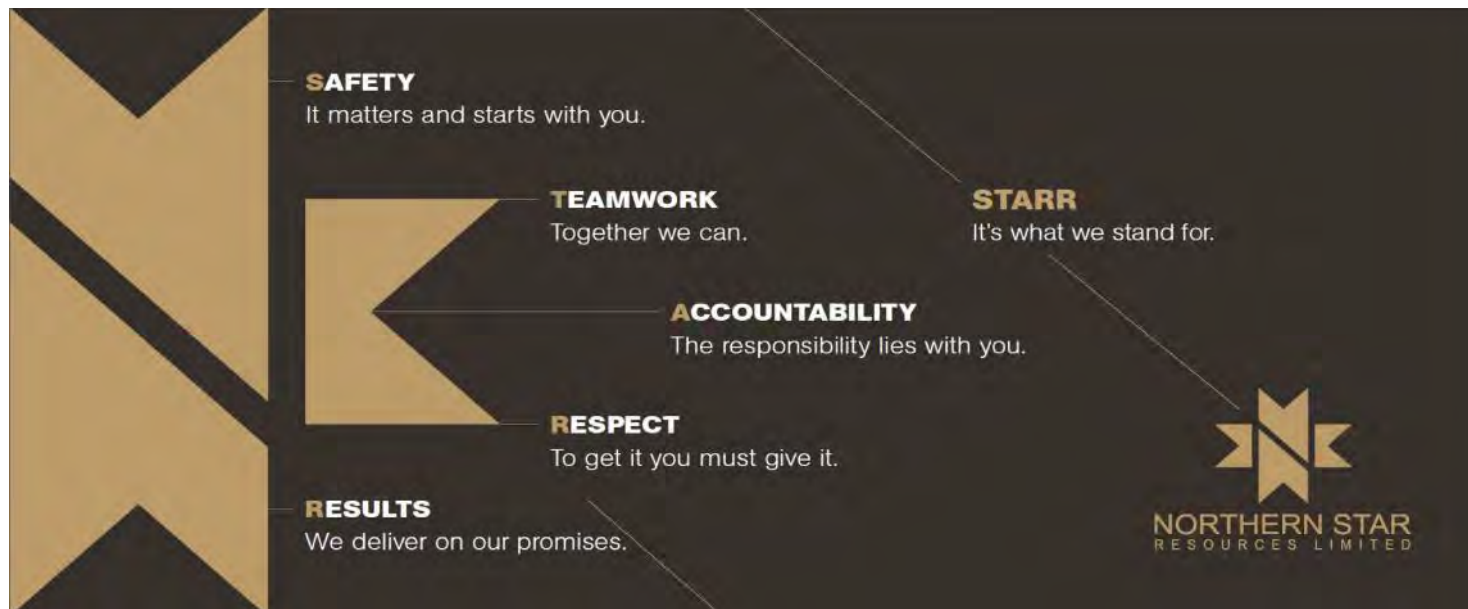 SAFETY
It matters and starts with you.
TEAMWORK
Together we can.
ACCOUNTABILITY
The responsibility lies with you.
RESPECT
To get it you must give it.
RESULTS
We deliver on our promises.
STARR
It's what we stand for.
NORTHERN STAR
RESOURCES LIMITED